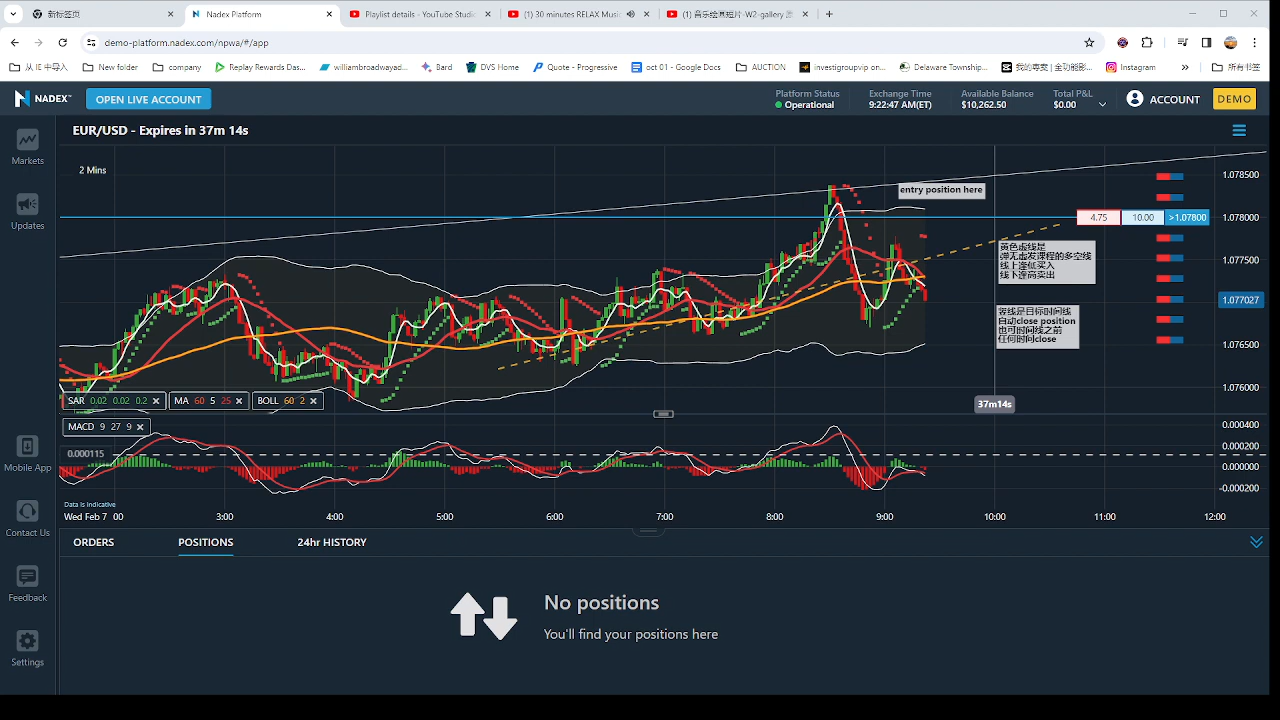 新标签页
Nadex Platform
Playlist details - YouTube Studio
(1) 30 minutes RELAX Music
demo-platform.nadex.com/npwa/#/app
从 IE 中导入
New folder
company
Replay Rewards Das...
williambroadwayad...
Bard
DVS Home
Quote - Progressive
oct 01 - Google Docs
AUCTION
investigroupvip on...
Delaware Township...
Instagram
所有书签
NADEX
OPEN LIVE ACCOUNT
Platform Status
Operational
Exchange Time
9:22:47 AM(ET)
Available Balance
$10,262.50
Total P&L
$0.00
ACCOUNT
DEMO
Markets
Updates
Mobile App
Contact Us
Feedback
Settings
EUR/USD - Expires in 37m 14s
2 Mins
entry position here
4.75
10.00
>1.07800
黄色虚线是
弹无虚发课程的多空线
线上逢低买入
线下逢高卖出
竖线是目标时间线
自动close position
也可时间线之前
任何时间close
37m14s
1.078500
1.078000
1.077500
1.077027
1.076500
1.076000
SAR 0.02 0.02 0.2
MA 60 5 25
BOLL 60 2
MACD 9 27 9
0.000115
0.000400
0.000200
0.000000
-0.000200
Data is indicative
Wed Feb 7
00
3:00
4:00
5:00
6:00
7:00
8:00
9:00
10:00
11:00
12:00
ORDERS
POSITIONS
24hr HISTORY
No positions
You'll find your positions here